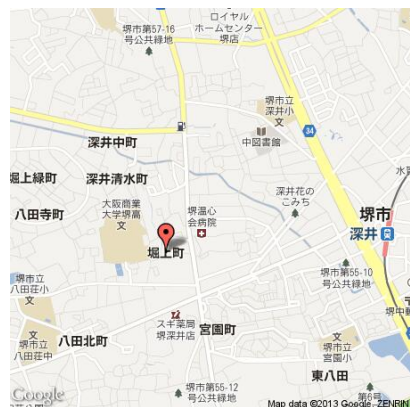 堺市第57-16
号公共緑地
ロイヤル
ホームセンター
堺店
堺市立
深井小
文
34
深井中町
中図書館
水
堀上緑町
深井清水町
八田寺町
大阪商業
大学堺高
文
堺温心
会病院
深井花の
こみち
堺市
深井
堀上町
堺市立
八田荘小
文
堺市第55-10
号公共緑地
スギ薬局
堺深井店
宮園町
八田北町
堺市立
八田荘中
堺中
堺市立
宮園小
文
東八田
堺市第55-12
号公共緑地
第6号
Google
Map data ©2013 Google, ZENRIN